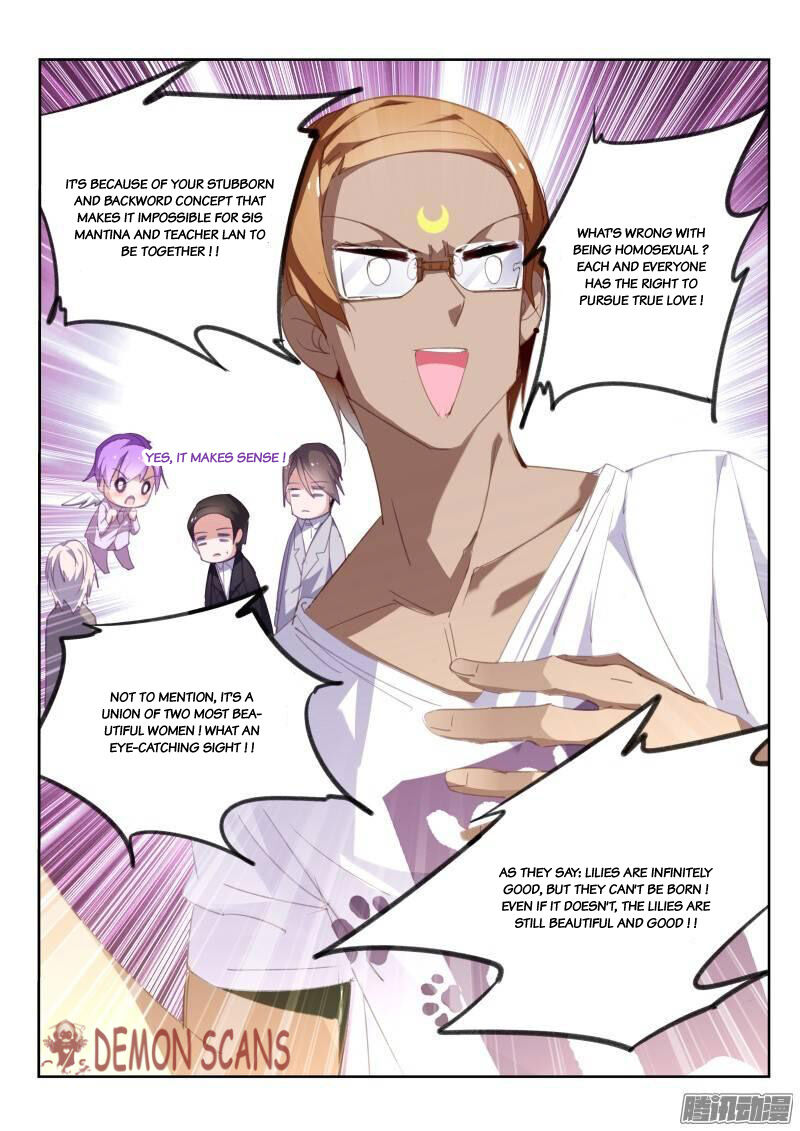 IT'S BECAUSE OF YOUR STUBBORN
AND BACKWORD CONCEPT THAT
MAKES IT IMPOSSIBLE FOR SIS
MANTINA AND TEACHER LAN TO
BE TOGETHER ! !
WHAT'S WRONG WITH
BEING HOMOSEXUAL ?
EACH AND EVERYONE
HAS THE RIGHT TO
PURSUE TRUE LOVE !
YES, IT MAKES SENSE !
NOT TO MENTION, IT'S A
UNION OF TWO MOST BEA-
UTIFUL WOMEN ! WHAT AN
EYE-CATCHING SIGHT ! !
AS THEY SAY: LILIES ARE INFINITELY
GOOD, BUT THEY CAN'T BE BORN !
EVEN IF IT DOESN'T, THE LILIES ARE
STILL BEAUTIFUL AND GOOD ! !
DEMON SCANS
腾讯动漫